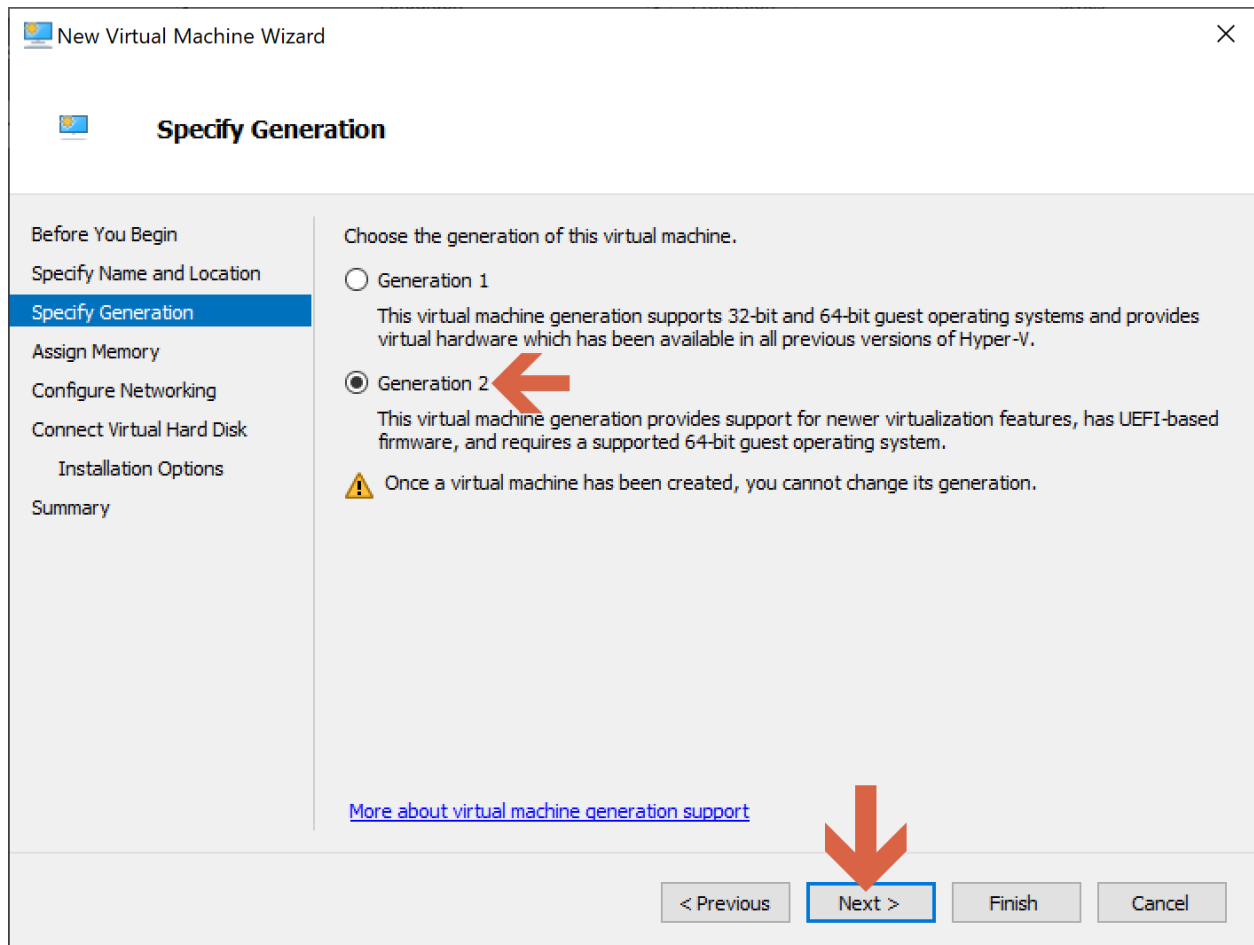 New Virtual Machine Wizard
Specify Generation
Before You Begin
Specify Name and Location
Specify Generation
Assign Memory
Configure Networking
Connect Virtual Hard Disk
Installation Options
Summary
Choose the generation of this virtual machine.
Generation 1
This virtual machine generation supports 32-bit and 64-bit guest operating systems and provides
virtual hardware which has been available in all previous versions of Hyper-V.
Generation 2
This virtual machine generation provides support for newer virtualization features, has UEFI-based
firmware, and requires a supported 64-bit guest operating system.
Once a virtual machine has been created, you cannot change its generation.
More about virtual machine generation support
< Previous
Next >
Finish
Cancel